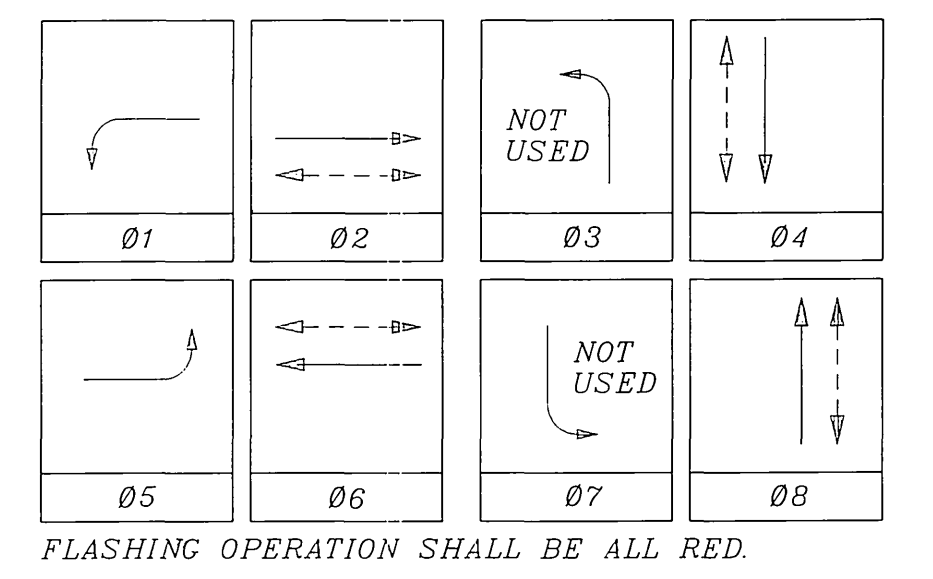 NOT
USED
Ø1
Ø2
Ø3
Ø4
NOT
USED
Ø5
Ø6
Ø7
Ø8
FLASHING OPERATION SHALL BE ALL RED.